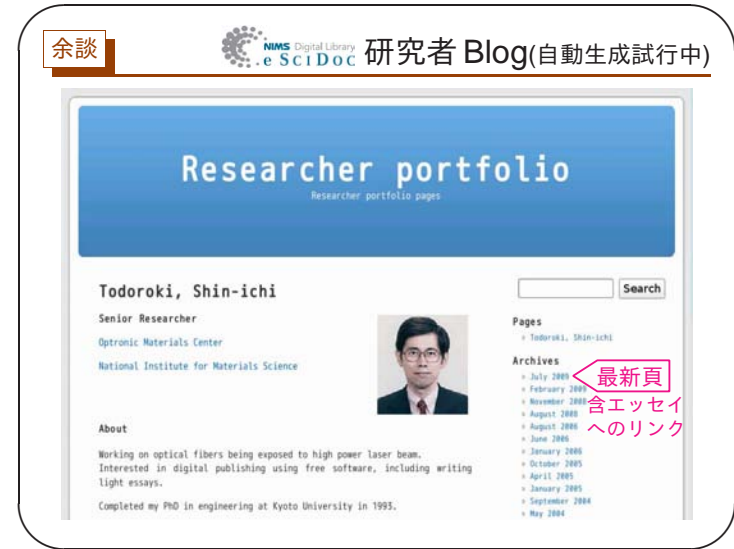 余談
NIMS Digital Library
e SciDoc
研究者 Blog(自動生成試行中)
Researcher portfolio
Researcher portfolio pages
Todoroki, Shin-ichi
Senior Researcher
Optronic Materials Center
National Institute for Materials Science
About
Working on optical fibers being exposed to high power laser beam.
Interested in digital publishing using free software, including writing
light essays.
Completed my PhD in engineering at Kyoto University in 1993.
Search
Pages
» Todoroki, Shin-ichi
Archives
» July 2009
最新頁
» February 2009
» November 2008
含エッセイ
» August 2008
» August 2006
へのリンク
» June 2006
» January 2006
» October 2005
» April 2005
» January 2005
» September 2004
» May 2004